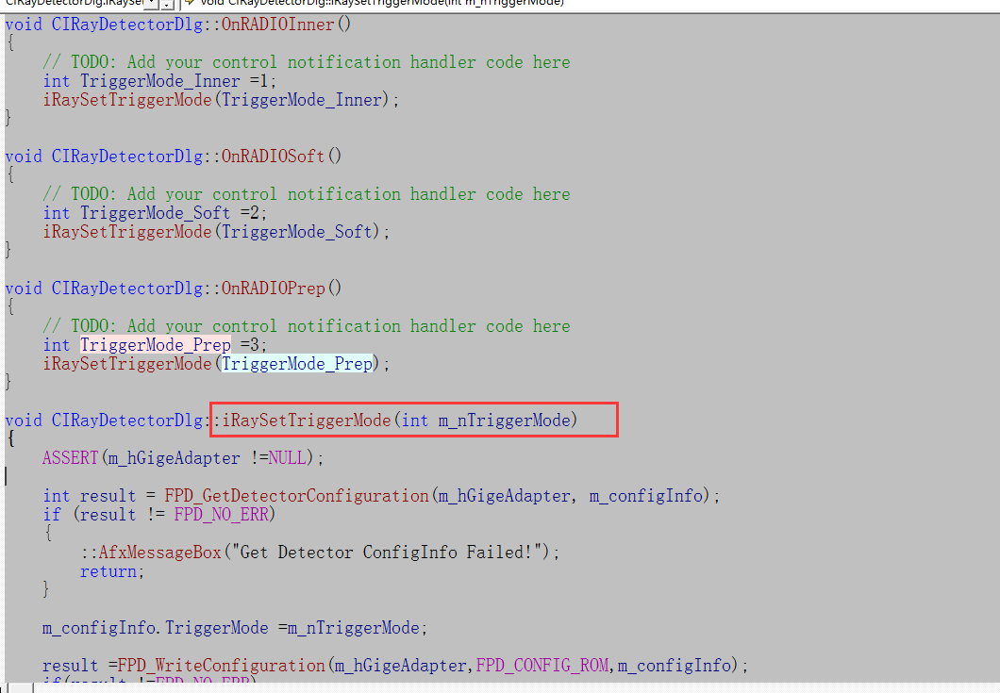 CIRayDetectorDlg.iRaySet void CIRayDetectorDlg::iRaySetTriggerMode(int m_nTriggerMode)
void CIRayDetectorDlg::OnRADIOInner()
{
// TODO: Add your control notification handler code here
int TriggerMode_Inner =1;
iRaySetTriggerMode(TriggerMode_Inner);
}
void CIRayDetectorDlg::OnRADIOSoft()
{
// TODO: Add your control notification handler code here
int TriggerMode_Soft =2;
iRaySetTriggerMode(TriggerMode_Soft);
}
void CIRayDetectorDlg::OnRADIOPrep()
{
// TODO: Add your control notification handler code here
int TriggerMode_Prep =3;
iRaySetTriggerMode(TriggerMode_Prep);
}
void CIRayDetectorDlg::iRaySetTriggerMode(int m_nTriggerMode)
{
ASSERT(m_hGigeAdapter !=NULL);
int result = FPD_GetDetectorConfiguration(m_hGigeAdapter, m_configInfo);
if (result != FPD_NO_ERR)
{
::AfxMessageBox("Get Detector ConfigInfo Failed!");
return;
}
m_configInfo.TriggerMode =m_nTriggerMode;
result =FPD_WriteConfiguration(m_hGigeAdapter,FPD_CONFIG_ROM,m_configInfo);
if(result !=FPD_NO_ERR)